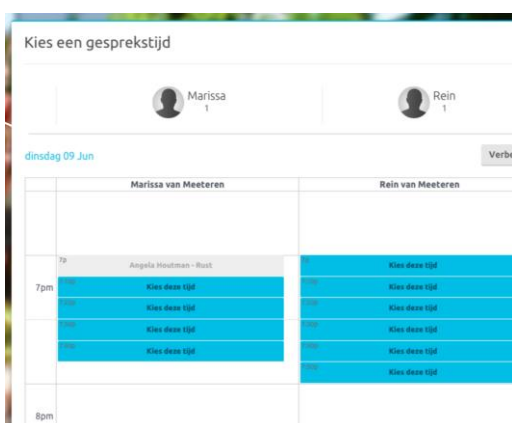 Kies een gesprekstijd
Marissa
1
Rein
1
dinsdag 09 Jun
Verbe
Marissa van Meeteren
Rein van Meeteren
7p
Angela Houtman - Rust
Kies deze tijd
7pm
Kies deze tijd
Kies deze tijd
Kies deze tijd
Kies deze tijd
Kies deze tijd
Kies deze tijd
Kies deze tijd
Kies deze tijd
Kies deze tijd
8pm